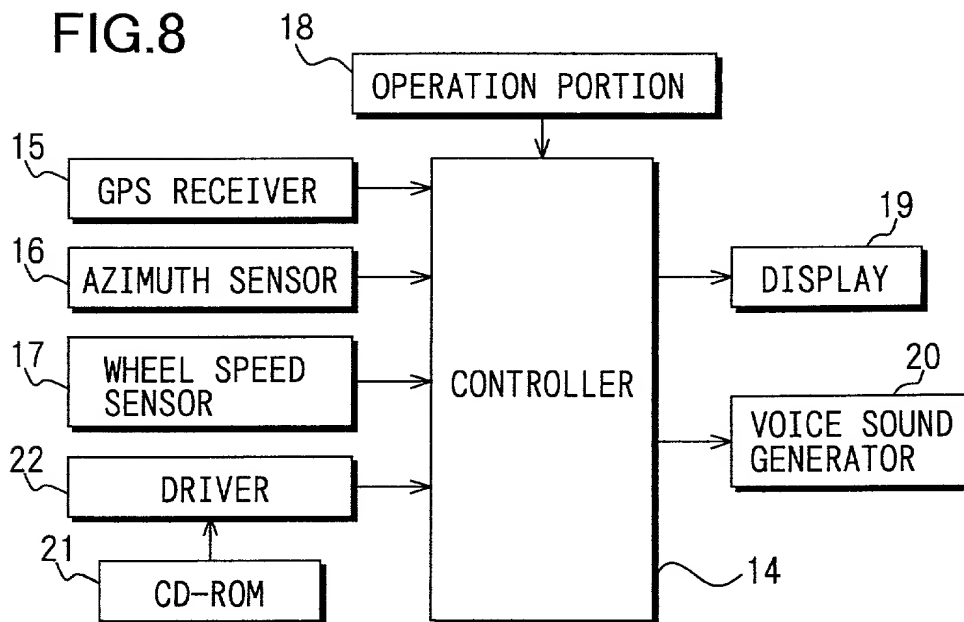 FIG.8
18
OPERATION PORTION
15
GPS RECEIVER
16
AZIMUTH SENSOR
17
WHEEL SPEED
SENSOR
22
DRIVER
21
CD-ROM
CONTROLLER
14
19
DISPLAY
20
VOICE SOUND
GENERATOR